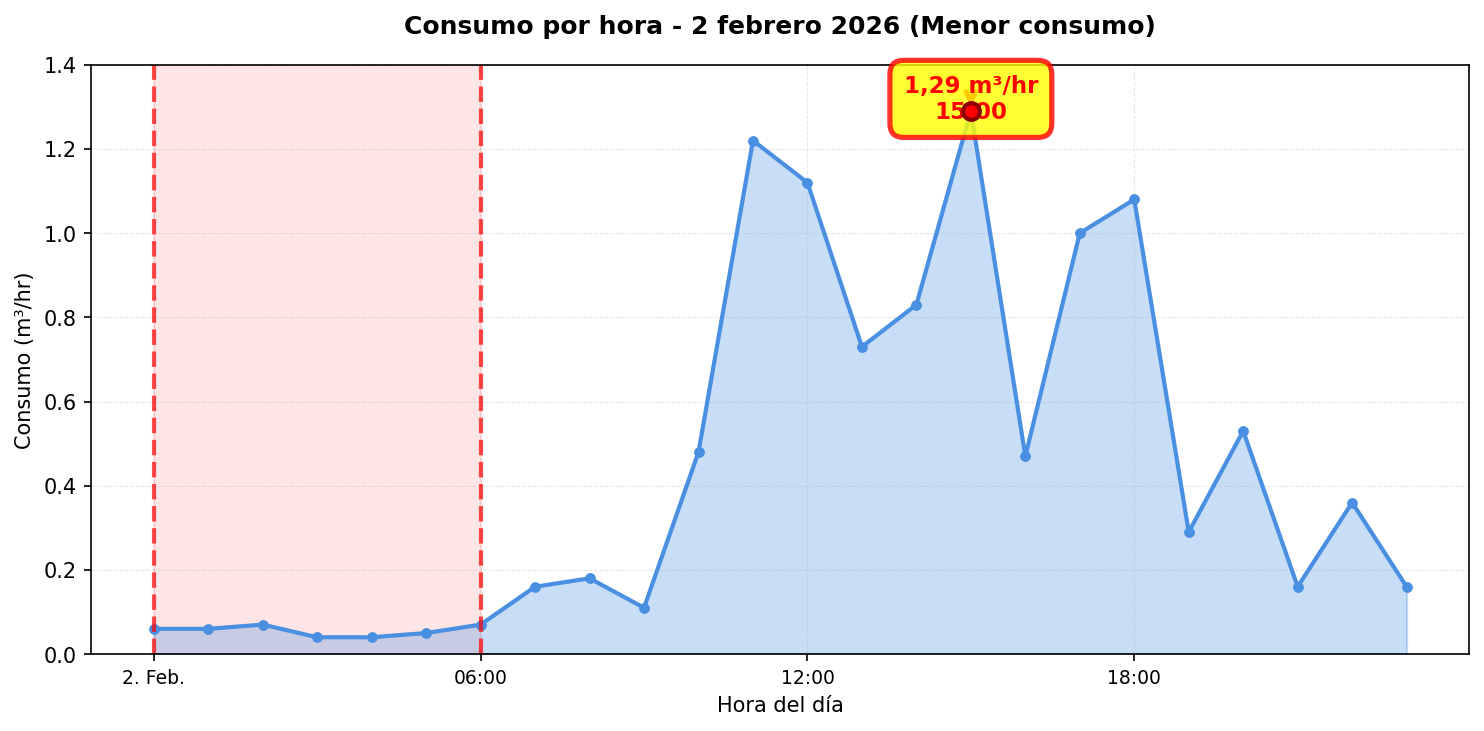 Consumo por hora - 2 febrero 2026 (Menor consumo)
1,29 m³/hr
15:00
Consumo (m³/hr)
1.4
1.2
1.0
0.8
0.6
0.4
0.2
0.0
2. Feb.
06:00
12:00
18:00
Hora del día